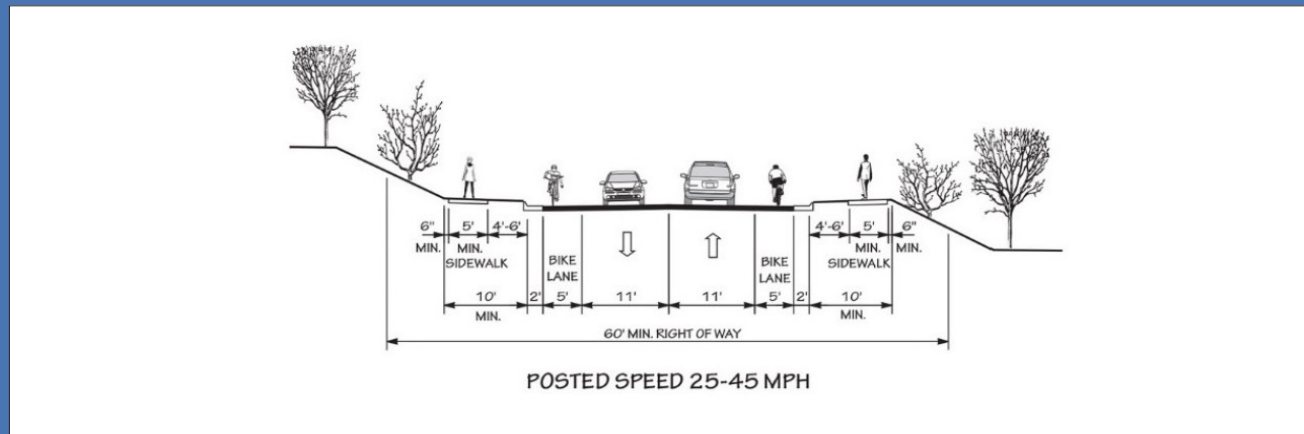 6" 5' 4'-6' 4'-6' 5' 6"
MIN. MIN. MIN. MIN.
SIDEWALK BIKE BIKE SIDEWALK
LANE LANE
10' 2' 5' 11' 11' 5' 2' 10'
MIN. MIN.
60' MIN. RIGHT OF WAY
POSTED SPEED 25-45 MPH